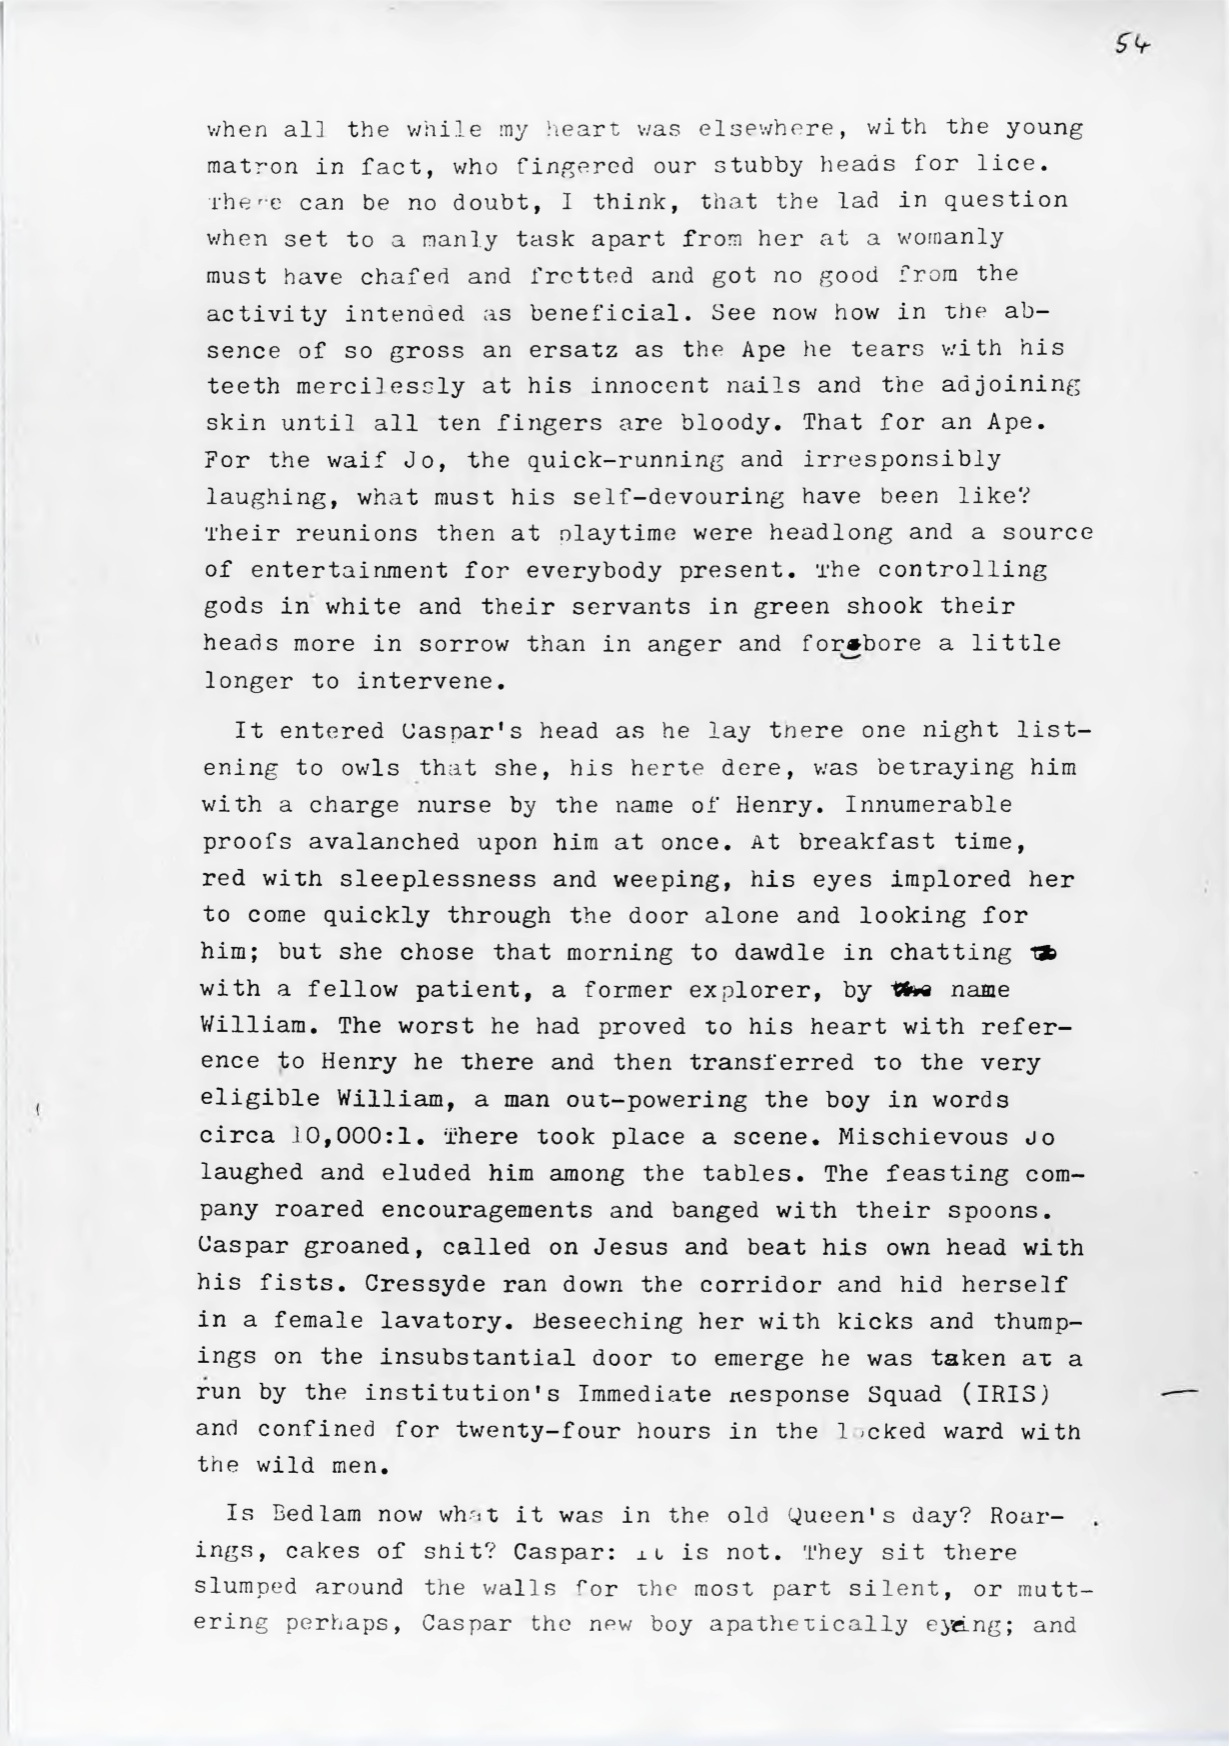 54
when all the while my heart was elsewhere, with the young
matron in fact, who fingered our stubby heads for lice.
There can be no doubt, I think, that the lad in question
when set to a manly task apart from her at a womanly
must have chafed and fretted and got no good from the
activity intended as beneficial. See now how in the ab-
sence of so gross an ersatz as the Ape he tears with his
teeth mercilessly at his innocent nails and the adjoining
skin until all ten fingers are bloody. That for an Ape.
For the waif Jo, the quick-running and irresponsibly
laughing, what must his self-devouring have been like?
Their reunions then at playtime were headlong and a source
of entertainment for everybody present. The controlling
gods in white and their servants in green shook their
heads more in sorrow than in anger and forbore a little
longer to intervene.
It entered Caspar's head as he lay there one night list-
ening to owls that she, his herte dere, was betraying him
with a charge nurse by the name of Henry. Innumerable
proofs avalanched upon him at once. At breakfast time,
red with sleeplessness and weeping, his eyes implored her
to come quickly through the door alone and looking for
him; but she chose that morning to dawdle in chatting
with a fellow patient, a former explorer, by name
William. The worst he had proved to his heart with refer-
ence to Henry he there and then transferred to the very
eligible William, a man out-powering the boy in words
circa 10,000:1. There took place a scene. Mischievous Jo
laughed and eluded him among the tables. The feasting com-
pany roared encouragements and banged with their spoons.
Caspar groaned, called on Jesus and beat his own head with
his fists. Cressyde ran down the corridor and hid herself
in a female lavatory. Beseeching her with kicks and thump-
ings on the insubstantial door to emerge he was taken at a
run by the institution's Immediate Response Squad (IRIS)
and confined for twenty-four hours in the locked ward with
the wild men.
Is Bedlam now what it was in the old Queen's day? Roar-
ings, cakes of shit? Caspar: it is not. They sit there
slumped around the walls for the most part silent, or mutt-
ering perhaps, Caspar the new boy apathetically eyeing; and